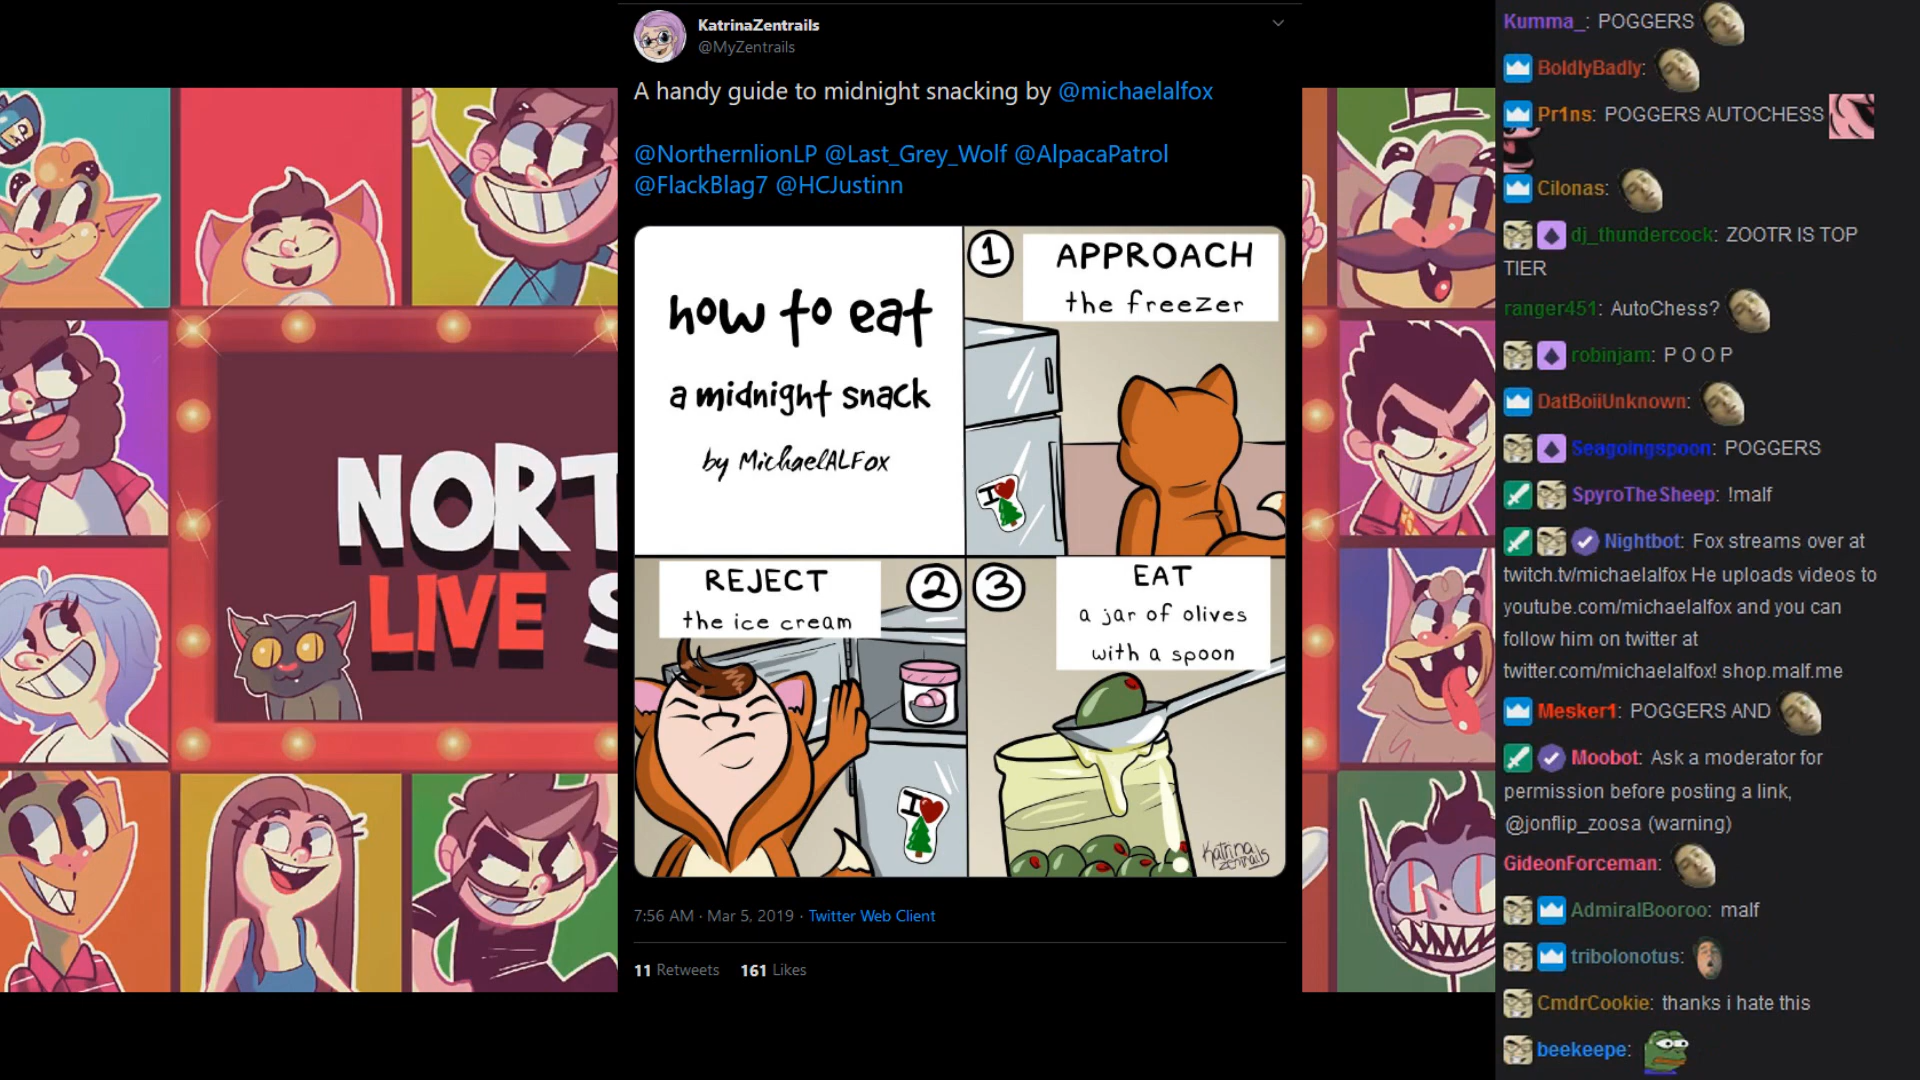 KatrinaZentrails
@MyZentrails
A handy guide to midnight snacking by @michaelalfox
@NorthernlionLP @Last_Grey_Wolf @AlpacaPatrol
@FlackBlag7 @HCJustinn
how to eat
a midnight snack
by MichaelALFox
1
APPROACH
the freezer
I
REJECT
the ice cream
2
I
3
EAT
a jar of olives
with a spoon
Katrina
Zentrails
7:56 AM · Mar 5, 2019 · Twitter Web Client
11 Retweets 161 Likes
NORT
LIVE S
Kumma_: POGGERS
BoldlyBadly:
Pr1ns: POGGERS AUTOCHESS
Cilonas:
dj_thundercock: ZOOTR IS TOP
TIER
ranger451: AutoChess?
robinjam: P O O P
DatBoiiUnknown:
Seagoingspoon: POGGERS
SpyroTheSheep: !malf
Nightbot: Fox streams over at
twitch.tv/michaelalfox He uploads videos to
youtube.com/michaelalfox and you can
follow him on twitter at
twitter.com/michaelalfox! shop.malf.me
Mesker1: POGGERS AND
Moobot: Ask a moderator for
permission before posting a link,
@jonflip_zoosa (warning)
GideonForceman:
AdmiralBooroo: malf
tribolonotus:
CmdrCookie: thanks i hate this
beekeepe: